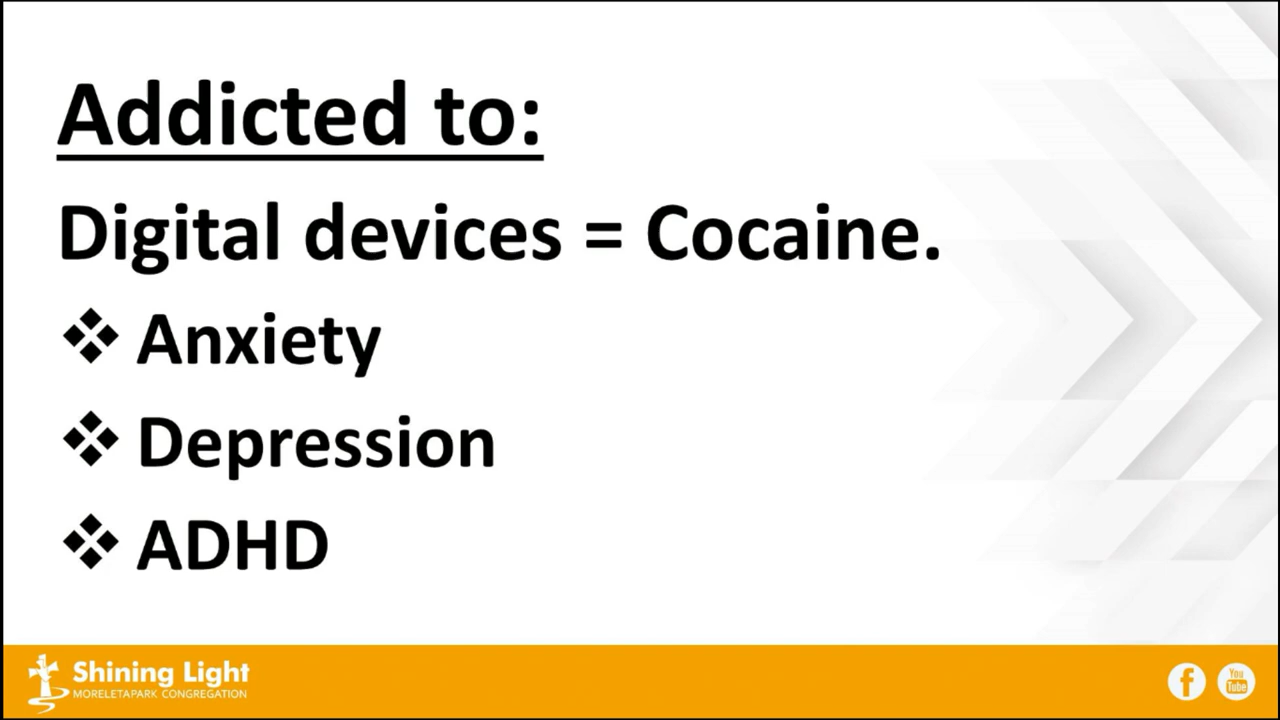 Addicted to:
Digital devices = Cocaine.
❖ Anxiety
❖ Depression
❖ ADHD
Shining Light
MORELETAPARK CONGREGATION
f
You
Tube